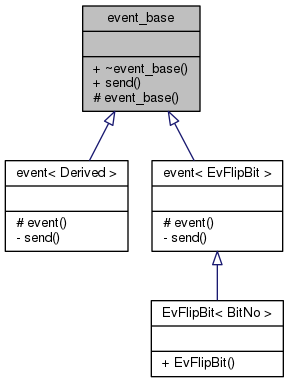 event_base
+ ~event_base()
+ send()
# event_base()
event< Derived >
# event()
- send()
event< EvFlipBit >
# event()
- send()
EvFlipBit< BitNo >
+ EvFlipBit()